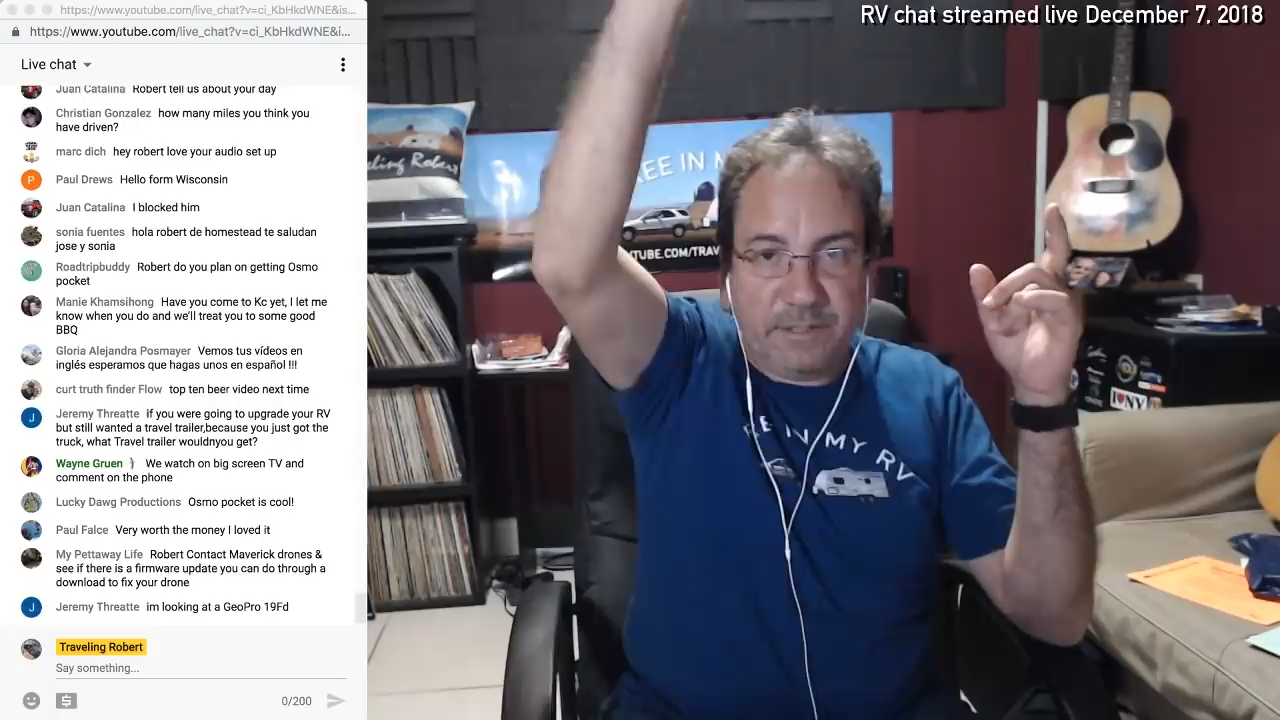 https://www.youtube.com/live_chat?v=ci_KbHkdWNE&is...
https://www.youtube.com/live_chat?v=ci_KbHkdWNE&i...
RV chat streamed live December 7, 2018
Live chat
Juan Catalina Robert tell us about your day
Christian Gonzalez how many miles you think you
have driven?
marc dich hey robert love your audio set up
P Paul Drews Hello form Wisconsin
Juan Catalina I blocked him
sonia fuentes hola robert de homestead te saludan
jose y sonia
Roadtripbuddy Robert do you plan on getting Osmo
pocket
Manie Khamsihong Have you come to Kc yet, I let me
know when you do and we'll treat you to some good
BBQ
Gloria Alejandra Posmayer Vemos tus vídeos en
inglés esperamos que hagas unos en español !!!
curt truth finder Flow top ten beer video next time
J Jeremy Threatte if you were going to upgrade your RV
but still wanted a travel trailer,because you just got the
truck, what Travel trailer wouldnyou get?
Wayne Gruen We watch on big screen TV and
comment on the phone
Lucky Dawg Productions Osmo pocket is cool!
Paul Falce Very worth the money I loved it
My Pettaway Life Robert Contact Maverick drones &
see if there is a firmware update you can do through a
download to fix your drone
J Jeremy Threatte im looking at a GeoPro 19Fd
Traveling Robert
Say something...
0/200
Robert
EE IN M
UTUBE.COM/TRAV
IN MY RV
I NY